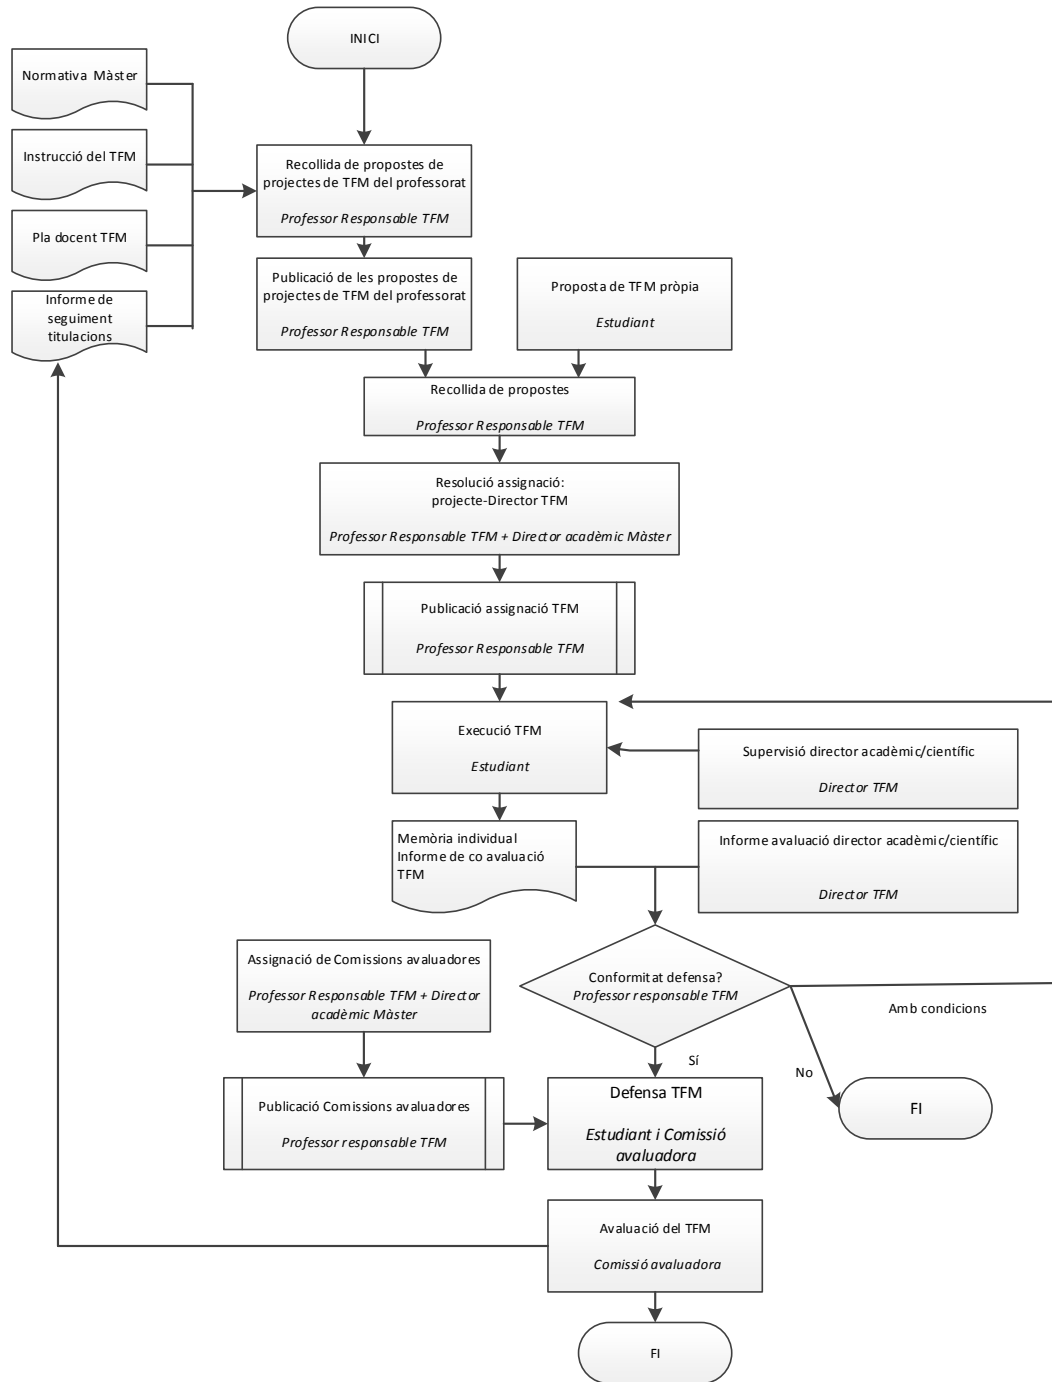 INICI
Normativa Màster
Instrucció del TFM
Pla docent TFM
Informe de
seguiment
titulacions
Recollida de propostes de
projectes de TFM del professorat
Professor Responsable TFM
Publicació de les propostes de
projectes de TFM del professorat
Professor Responsable TFM
Proposta de TFM pròpia
Estudiant
Recollida de propostes
Professor Responsable TFM
Resolució assignació:
projecte-Director TFM
Professor Responsable TFM + Director acadèmic Màster
Publicació assignació TFM
Professor Responsable TFM
Execució TFM
Estudiant
Supervisió director acadèmic/científic
Director TFM
Memòria individual
Informe de co avaluació
TFM
Informe avaluació director acadèmic/científic
Director TFM
Conformitat defensa?
Professor responsable TFM
Amb condicions
Sí
No
FI
Assignació de Comissions avaluadores
Professor Responsable TFM + Director
acadèmic Màster
Publicació Comissions avaluadores
Professor responsable TFM
Defensa TFM
Estudiant i Comissió
avaluadora
Avaluació del TFM
Comissió avaluadora
FI